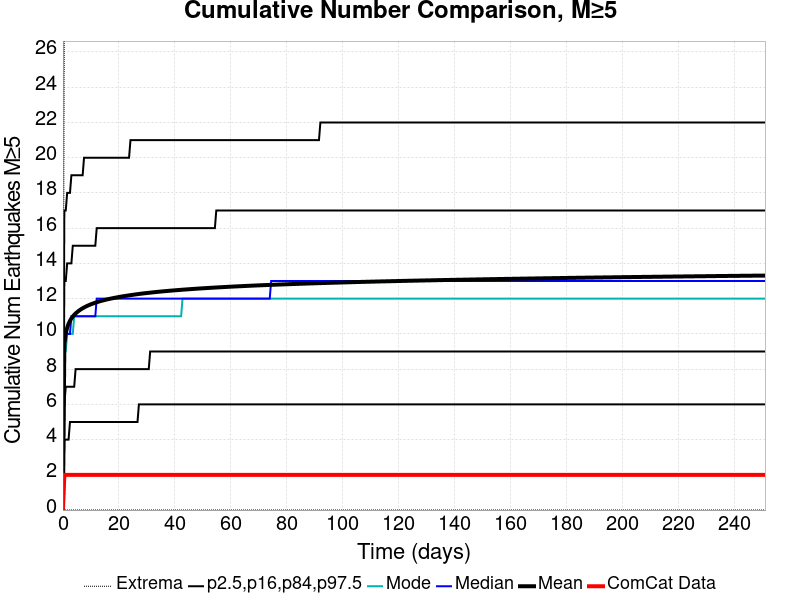 Cumulative Number Comparison, M≥5
Cumulative Num Earthquakes M≥5
26
24
22
20
18
16
14
12
10
8
6
4
2
0
0 20 40 60 80 100 120 140 160 180 200 220 240
Time (days)
Extrema p2.5,p16,p84,p97.5 Mode Median Mean ComCat Data